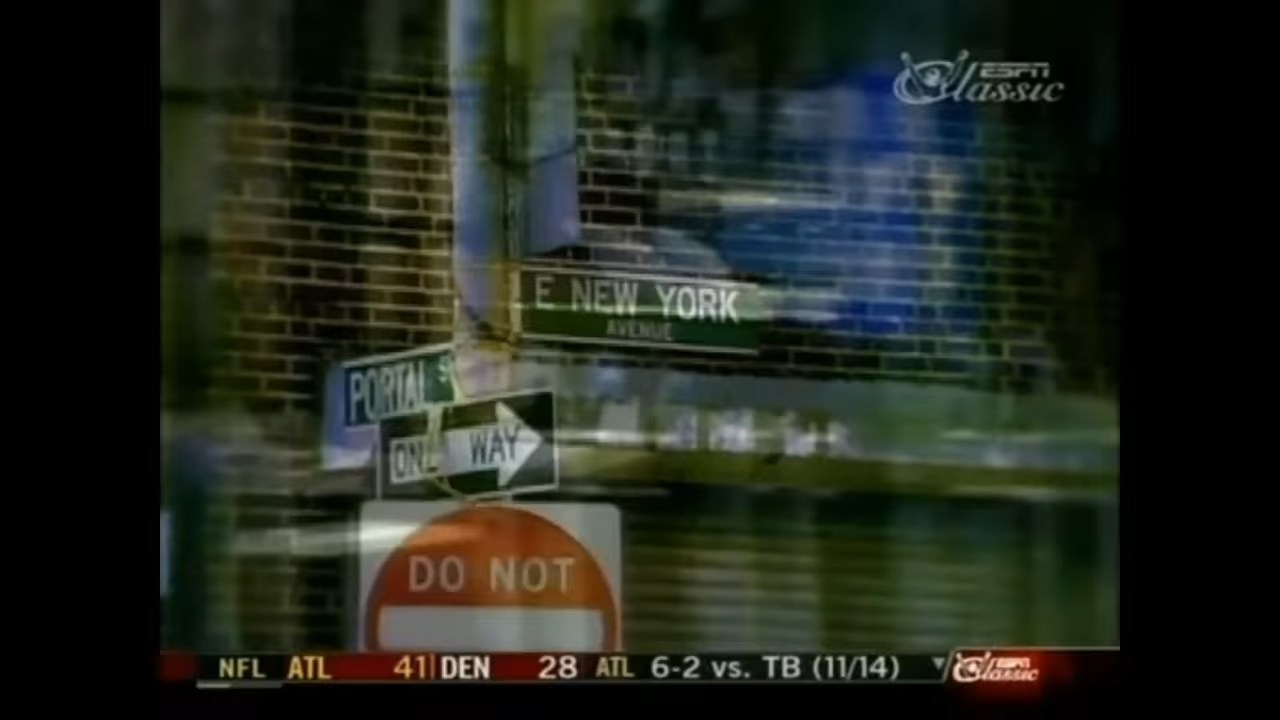 ESPN
Classic
E NEW YORK
AVENUE
PORTAL ST
ONLY WAY
DO NOT
NFL ATL 41 DEN 28 ATL 6-2 vs. TB (11/14)
ESPN
Classic